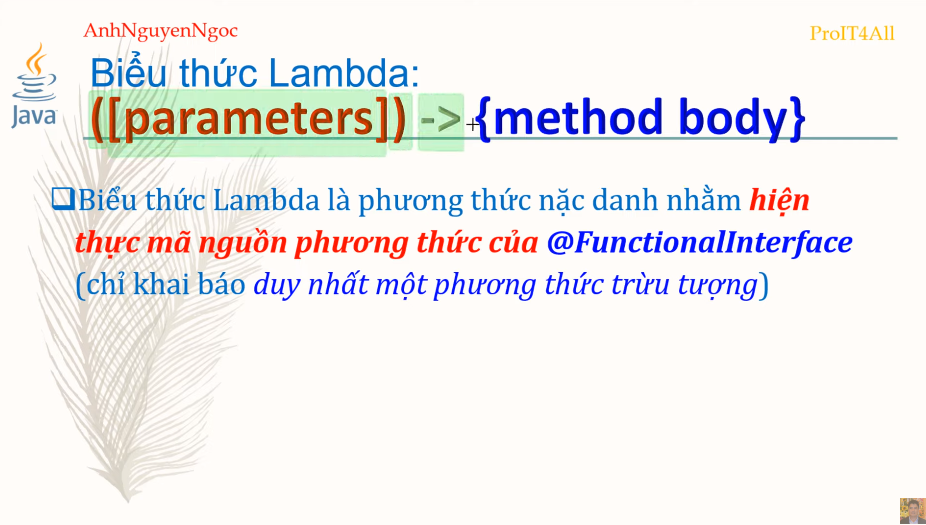 AnhNguyenNgoc
ProIT4All
Java
Biểu thức Lambda:
([parameters]) -> {method body}
Biểu thức Lambda là phương thức nặc danh nhằm hiện
thực mã nguồn phương thức của @FunctionalInterface
(chỉ khai báo duy nhất một phương thức trừu tượng)